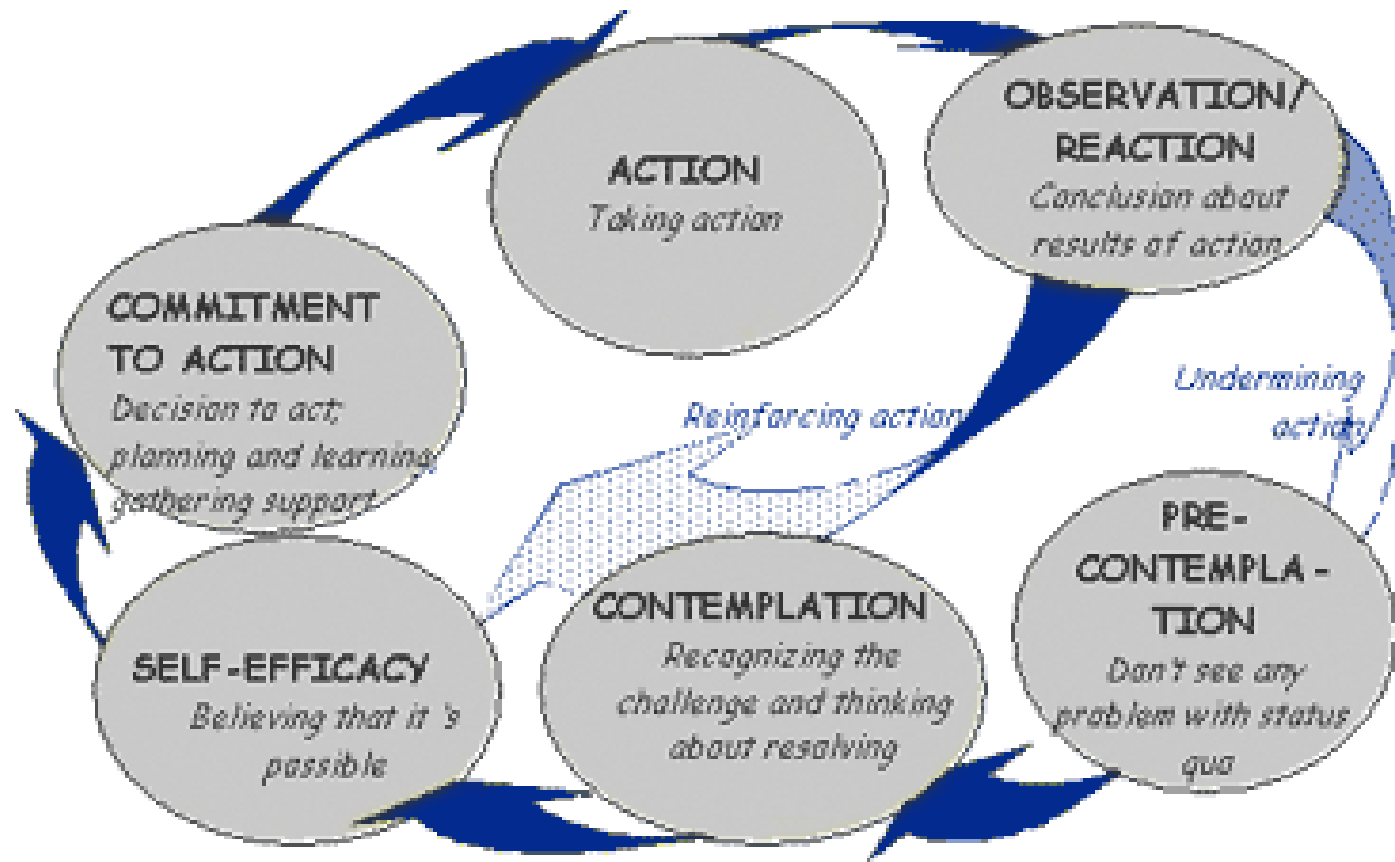 ACTION
Taking action
OBSERVATION/
REACTION
Conclusion about
results of action
COMMITMENT
TO ACTION
Decision to act;
planning and learning
gathering support
Reinforcing action
Undermining
action
SELF-EFFICACY
Believing that it 's
possible
CONTEMPLATION
Recognizing the
challenge and thinking
about resolving
PRE-
CONTEMPLA-
TION
Don't see any
problem with status
quo